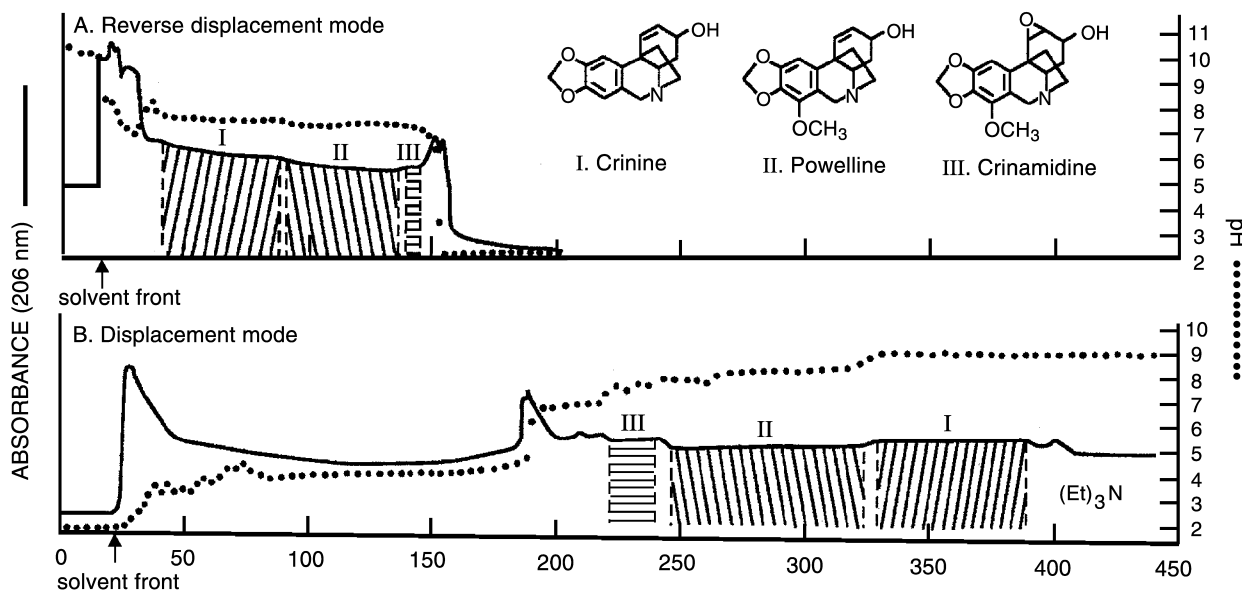 A. Reverse displacement mode
11
10
9
8
7
6
5
4
3
2
I
II
III
O
O
N
OH
O
O
N
OH
OCH3
O
O
O
N
OH
OCH3
I. Crinine
II. Powelline
III. Crinamidine
solvent front
ABSORBANCE (206 nm)
pH
B. Displacement mode
10
9
8
7
6
5
4
3
2
III
II
I
(Et)3N
0
50
100
150
200
250
300
350
400
450
solvent front